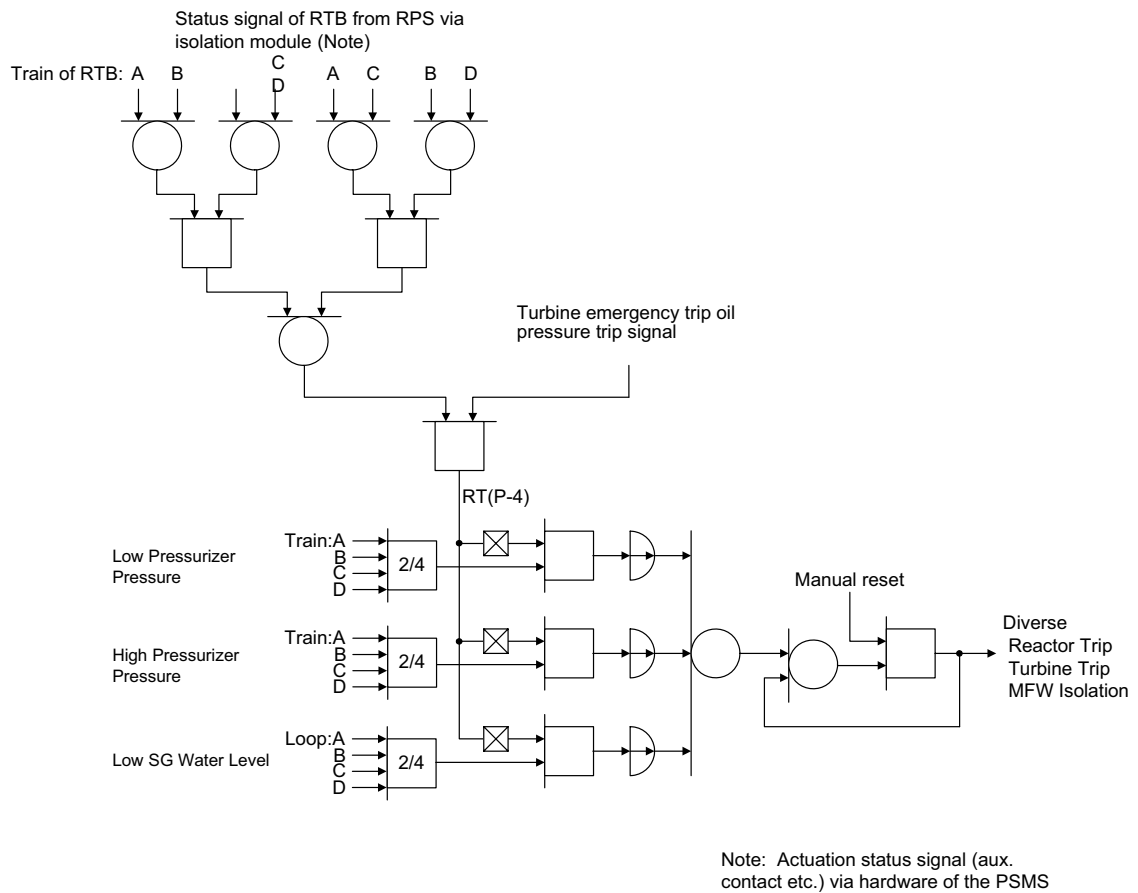 Status signal of RTB from RPS via
isolation module (Note)
Train of RTB: A B C D A C B D
Turbine emergency trip oil
pressure trip signal
RT(P-4)
Low Pressurizer
Pressure
Train:A
B
C
D
2/4
High Pressurizer
Pressure
Train:A
B
C
D
2/4
Low SG Water Level
Loop:A
B
C
D
2/4
Manual reset
Diverse
Reactor Trip
Turbine Trip
MFW Isolation
Note: Actuation status signal (aux.
contact etc.) via hardware of the PSMS